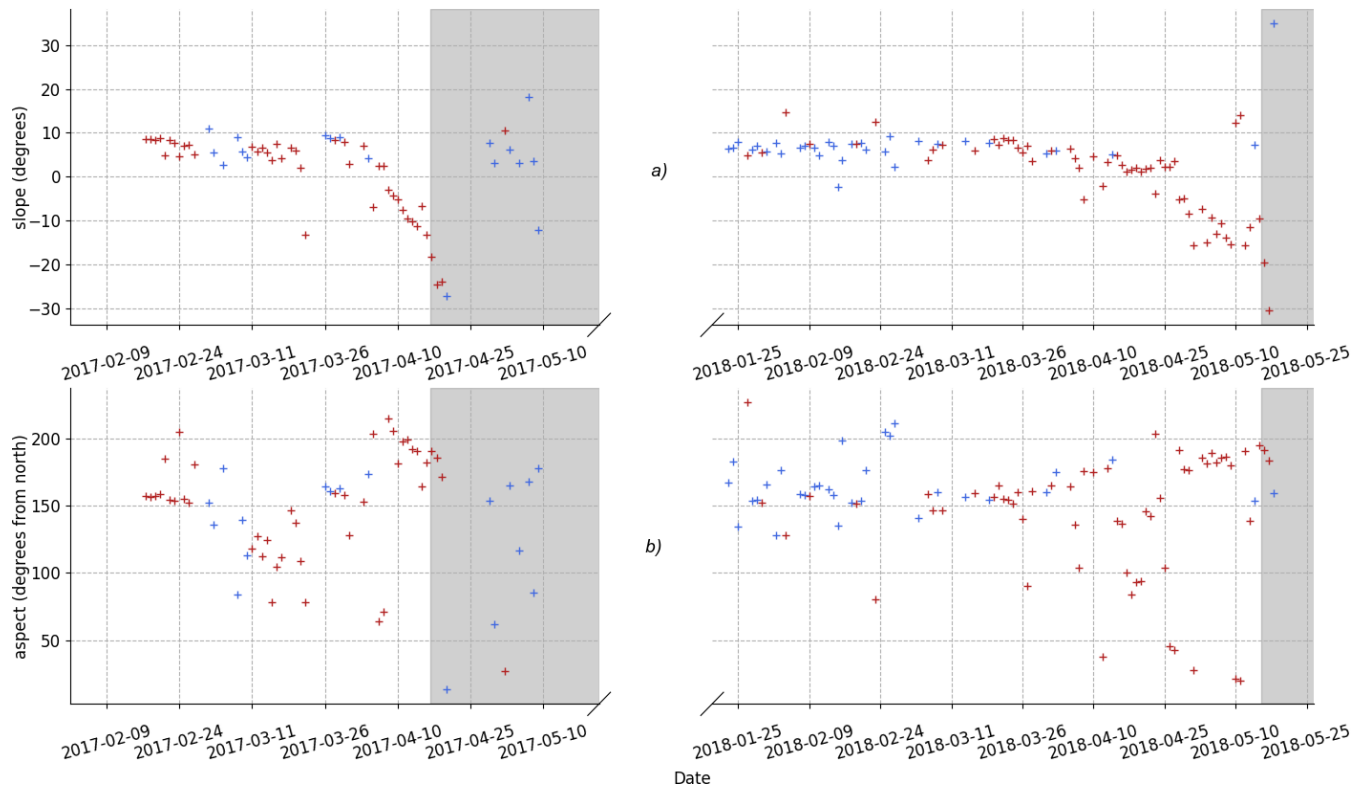 30
20
10
0
−10
−20
−30
slope (degrees)
2017-02-09 2017-02-24 2017-03-11 2017-03-26 2017-04-10 2017-04-25 2017-05-10
a)
2018-01-25 2018-02-09 2018-02-24 2018-03-11 2018-03-26 2018-04-10 2018-04-25 2018-05-10 2018-05-25
200
150
100
50
aspect (degrees from north)
2017-02-09 2017-02-24 2017-03-11 2017-03-26 2017-04-10 2017-04-25 2017-05-10
b)
2018-01-25 2018-02-09 2018-02-24 2018-03-11 2018-03-26 2018-04-10 2018-04-25 2018-05-10 2018-05-25
Date